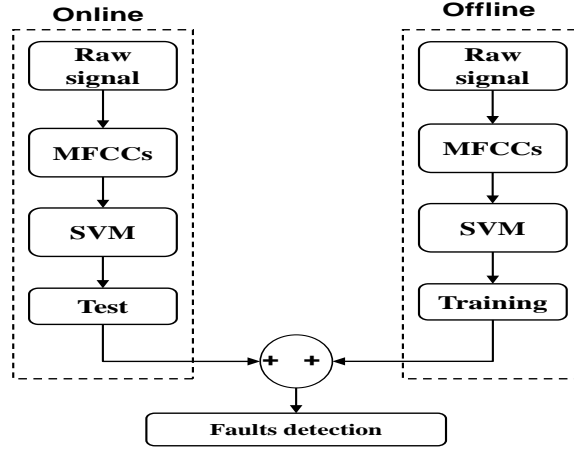 Online
Raw
signal
MFCCs
SVM
Test
Offline
Raw
signal
MFCCs
SVM
Training
+ +
Faults detection